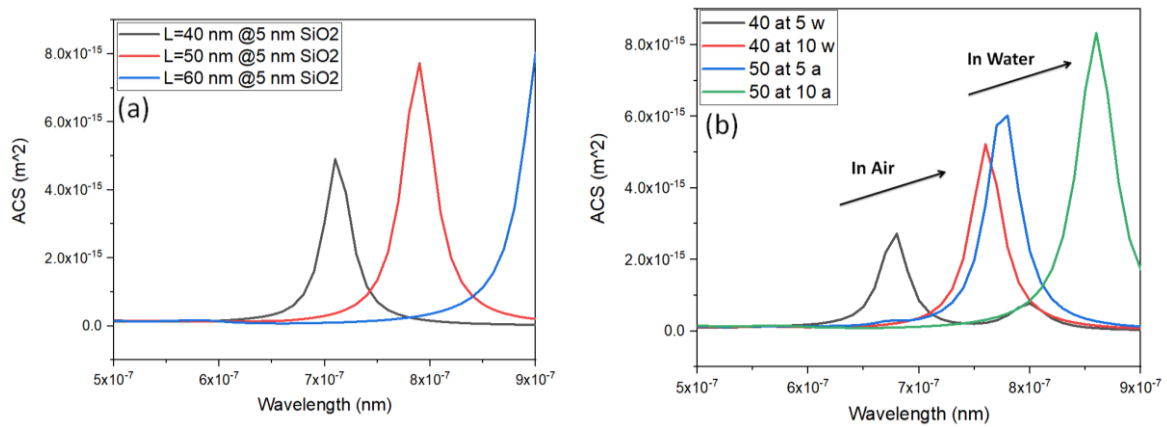 L=40 nm @5 nm SiO2
L=50 nm @5 nm SiO2
L=60 nm @5 nm SiO2
(a)
8.0x10⁻¹⁵
6.0x10⁻¹⁵
4.0x10⁻¹⁵
2.0x10⁻¹⁵
0.0
ACS (m^2)
5x10⁻⁷ 6x10⁻⁷ 7x10⁻⁷ 8x10⁻⁷ 9x10⁻⁷
Wavelength (nm)
40 at 5 w
40 at 10 w
50 at 5 a
50 at 10 a
(b)
In Water
In Air
8.0x10⁻¹⁵
6.0x10⁻¹⁵
4.0x10⁻¹⁵
2.0x10⁻¹⁵
0.0
ACS (m^2)
5x10⁻⁷ 6x10⁻⁷ 7x10⁻⁷ 8x10⁻⁷ 9x10⁻⁷
Wavelength (nm)